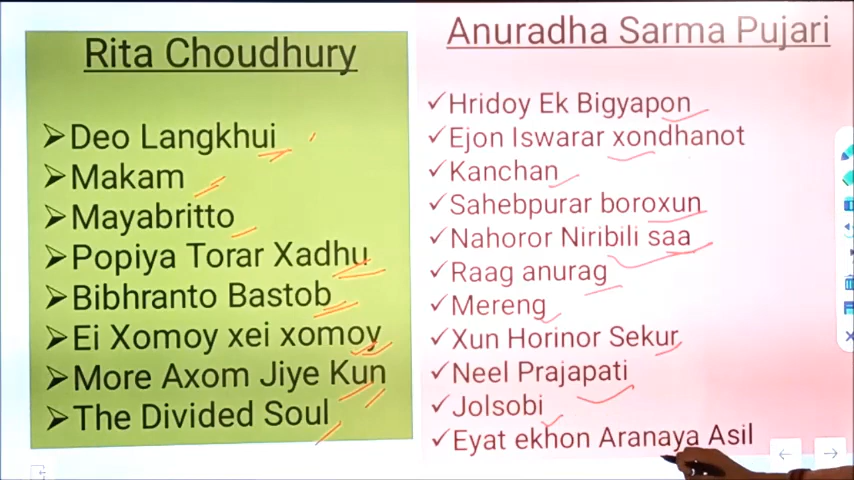 Rita Choudhury
Deo Langkhui
Makam
Mayabritto
Popiya Torar Xadhu
Bibhranto Bastob
Ei Xomoy xei xomoy
More Axom Jiye Kun
The Divided Soul
Anuradha Sarma Pujari
Hridoy Ek Bigyapon
Ejon Iswarar xondhanot
Kanchan
Sahebpurar boroxun
Nahoror Niribili saa
Raag anurag
Mereng
Xun Horinor Sekur
Neel Prajapati
Jolsobi
Eyat ekhon Aranaya Asil